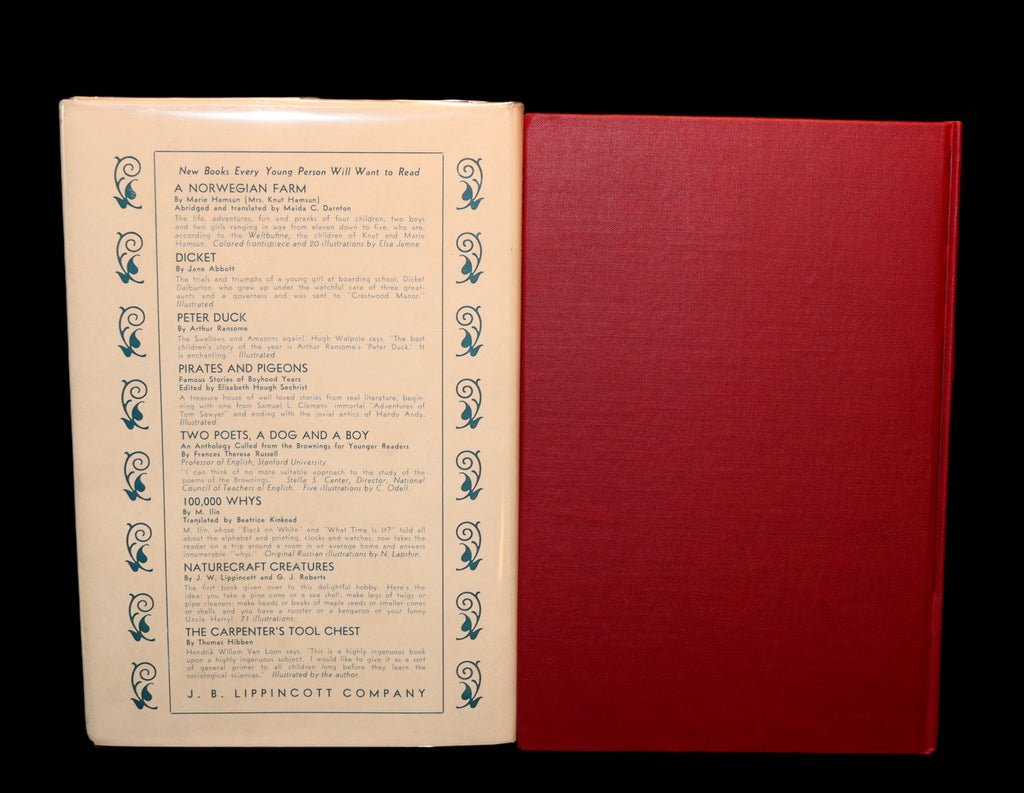 New Books Every Young Person Will Want to Read
A NORWEGIAN FARM
By Marie Hamsun (Mrs. Knut Hamsun)
Abridged and translated by Maida C. Darnton
The life, adventures, fun and pranks of four children, two boys
and two girls ranging in age from eleven down to five, who are,
according to the Weltbuhne, the children of Knut and Marie
Hamsun. Colored frontispiece and 20 illustrations by Elsa Jemne.
DICKET
By Jane Abbott
The trials and triumphs of a young girl at boarding school. Dicket
Dalburton, who grew up under the watchful care of three great-
aunts and a governess and was sent to "Crestwood Manor."
Illustrated.
PETER DUCK
By Arthur Ransome
The Swallows and Amazons again! Hugh Walpole says, "The best
children's story of the year is Arthur Ransome's 'Peter Duck.' It
is enchanting." Illustrated.
PIRATES AND PIGEONS
Famous Stories of Boyhood Years
Edited by Elizabeth Hough Sechrist
A treasure house of well loved stories from real literature, begin-
ning with one from Samuel L. Clemens' immortal "Adventures of
Tom Sawyer" and ending with the jovial antics of Handy Andy.
Illustrated.
TWO POETS, A DOG AND A BOY
An Anthology Culled from the Brownings for Younger Readers
By Frances Theresa Russell
Professor of English, Stanford University.
"I can think of no more suitable approach to the study of the
poems of the Brownings." Stella S. Center, Director, National
Council of Teachers of English. Five illustrations by C. Odell.
100,000 WHYS
By M. Ilin
Translated by Beatrice Kinkead
M. Ilin, whose "Black on White" and "What Time Is It?" told all
about the alphabet and printing, clocks and watches, now takes the
reader on a trip around a room in an average home and answers
innumerable "whys." Original Russian illustrations by N. Lapshin.
NATURECRAFT CREATURES
By J. W. Lippincott and G. J. Roberts
The first book given over to this delightful hobby. Here's the
idea: you take a pine cone or a sea shell; make legs of twigs or
pipe cleaners; make heads or beaks of maple seeds or smaller cones
or shells, and you have a rooster or a kangaroo or your funny
Uncle Harry! 71 illustrations.
THE CARPENTER'S TOOL CHEST
By Thomas Hibben
Hendrik Willem Van Loon says, "This is a highly ingenuous book
upon a highly ingenuous subject. I would like to give it as a sort
of general primer to all children long before they learn the
sociological sciences." Illustrated by the author.
J. B. LIPPINCOTT COMPANY